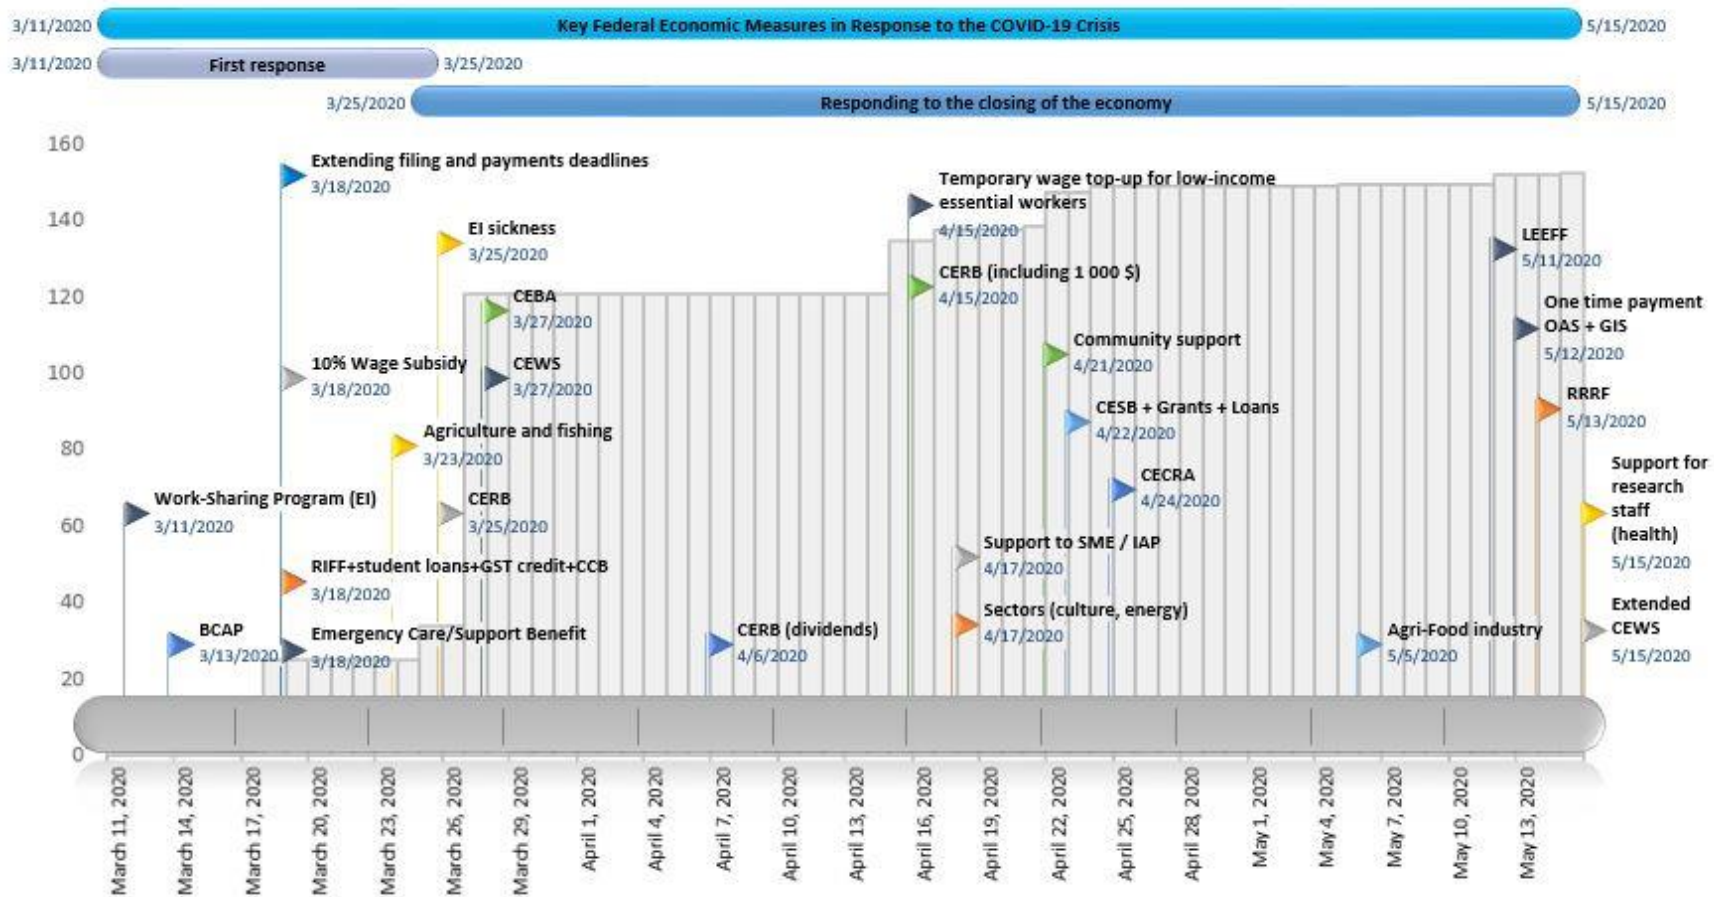 3/11/2020 Key Federal Economic Measures in Response to the COVID-19 Crisis 5/15/2020
3/11/2020 First response 3/25/2020
3/25/2020 Responding to the closing of the economy 5/15/2020
160
140
120
100
80
60
40
20
0
Work-Sharing Program (EI)
3/11/2020
BCAP
3/13/2020
Extending filing and payments deadlines
3/18/2020
10% Wage Subsidy
3/18/2020
RIFF+student loans+GST credit+CCB
3/18/2020
Emergency Care/Support Benefit
3/18/2020
Agriculture and fishing
3/23/2020
EI sickness
3/25/2020
CERB
3/25/2020
CEBA
3/27/2020
CEWS
3/27/2020
CERB (dividends)
4/6/2020
Temporary wage top-up for low-income
essential workers
4/15/2020
CERB (including 1 000 $)
4/15/2020
Support to SME / IAP
4/17/2020
Sectors (culture, energy)
4/17/2020
Community support
4/21/2020
CESB + Grants + Loans
4/22/2020
CECRA
4/24/2020
Agri-Food industry
5/5/2020
LEEFF
5/11/2020
One time payment
OAS + GIS
5/12/2020
RRRF
5/13/2020
Support for
research
staff
(health)
5/15/2020
Extended
CEWS
5/15/2020
March 11, 2020
March 14, 2020
March 17, 2020
March 20, 2020
March 23, 2020
March 26, 2020
March 29, 2020
April 1, 2020
April 4, 2020
April 7, 2020
April 10, 2020
April 13, 2020
April 16, 2020
April 19, 2020
April 22, 2020
April 25, 2020
April 28, 2020
May 1, 2020
May 4, 2020
May 7, 2020
May 10, 2020
May 13, 2020